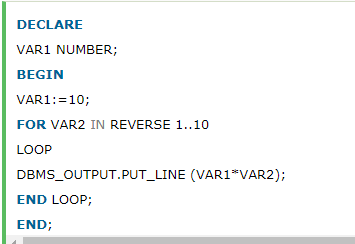 DECLARE
VAR1 NUMBER;
BEGIN
VAR1:=10;
FOR VAR2 IN REVERSE 1..10
LOOP
DBMS_OUTPUT.PUT_LINE (VAR1*VAR2);
END LOOP;
END;